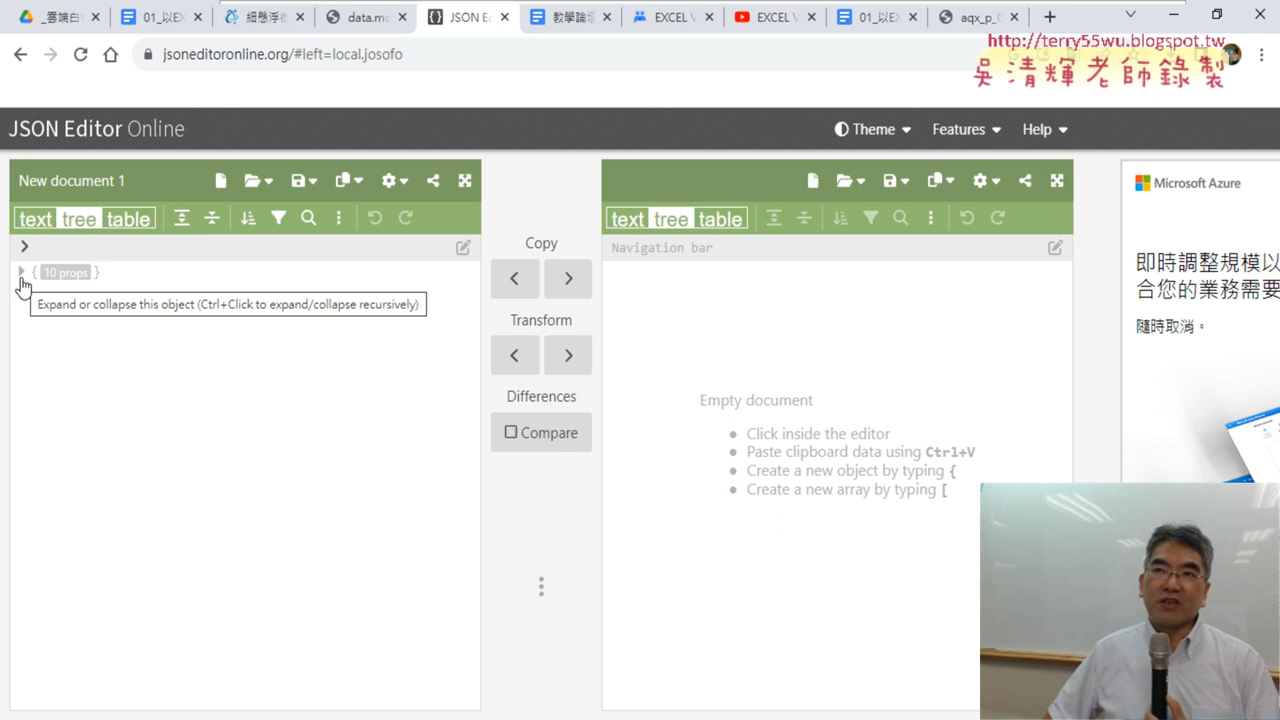 _雲端白
01_以EX
細懸浮微
data.mo
JSON Ed
教學論壇
EXCEL V
EXCEL V
01_以EX
aqx_p_
jsoneditoronline.org/#left=local.josofo
http://terry55wu.blogspot.tw
吳清輝老師錄製
JSON Editor Online
Theme
Features
Help
New document 1
text tree table
text tree table
Navigation bar
{ 10 props }
Expand or collapse this object (Ctrl+Click to expand/collapse recursively)
Copy
Transform
Differences
Compare
Empty document
Click inside the editor
Paste clipboard data using Ctrl+V
Create a new object by typing {
Create a new array by typing [
Microsoft Azure
即時調整規模以
合您的業務需要
隨時取消。